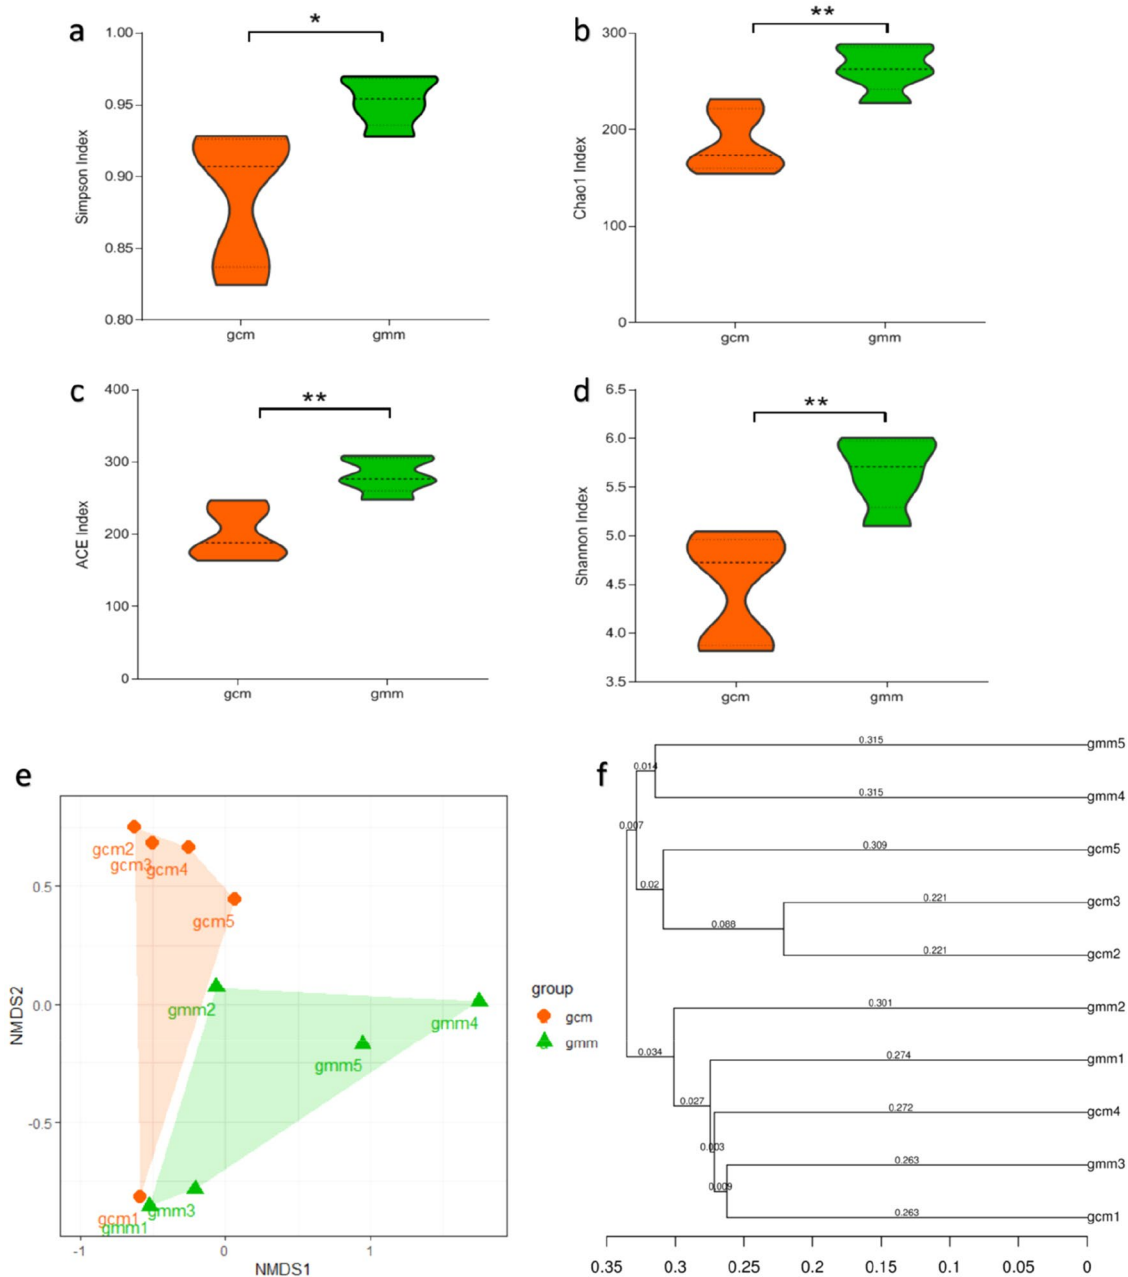 a
1.00
0.95
0.90
0.85
0.80
Simpson Index
*
gcm
gmm
b
300
200
100
0
Chao1 Index
**
gcm
gmm
c
400
300
200
100
0
ACE Index
**
gcm
gmm
d
6.5
6.0
5.5
5.0
4.5
4.0
3.5
Shannon Index
**
gcm
gmm
e
0.5
0.0
-0.5
NMDS2
gcm2
gcm3
gcm4
gcm5
gmm2
gmm4
gmm5
gmm3
gcm1
gmm1
-1
0
1
NMDS1
group
gcm
gmm
f
0.315
gmm5
0.014
0.315
gmm4
0.007
0.309
gcm5
0.02
0.221
gcm3
0.088
0.221
gcm2
0.301
gmm2
0.034
0.274
gmm1
0.027
0.272
gcm4
0.003
0.263
gmm3
0.009
0.263
gcm1
0.35
0.3
0.25
0.2
0.15
0.1
0.05
0